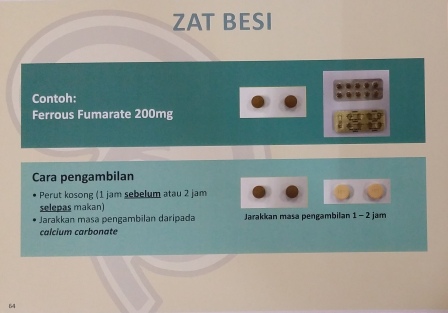 ZAT BESI
Contoh:
Ferrous Fumarate 200mg
Cara pengambilan
• Perut kosong (1 jam sebelum atau 2 jam
selepas makan)
• Jarakkan masa pengambilan daripada
calcium carbonate
Jarakkan masa pengambilan 1 – 2 jam
64